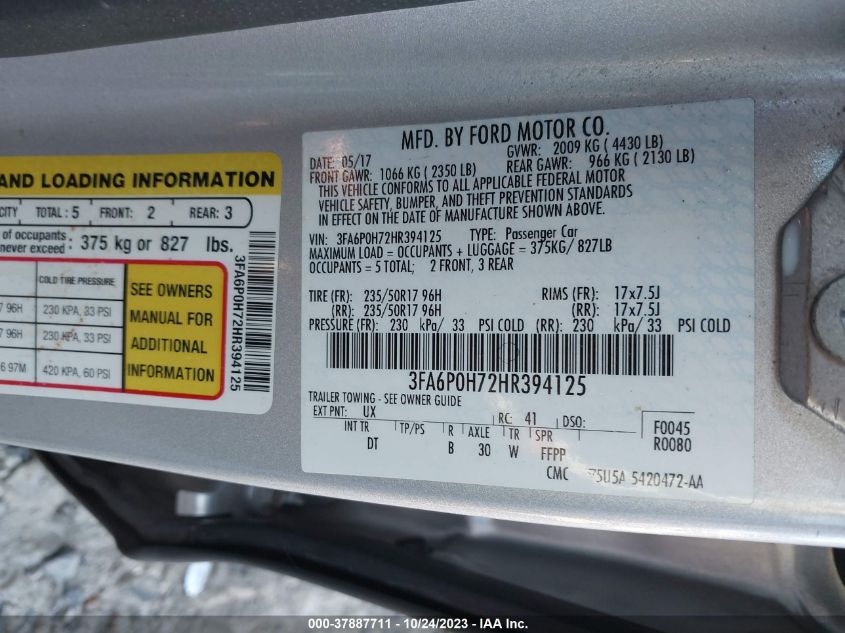 AND LOADING INFORMATION
CITY TOTAL : 5 FRONT: 2 REAR: 3
of occupants :
never exceed : 375 kg or 827 lbs.
COLD TIRE PRESSURE
96H 230 KPA, 33 PSI
96H 230 KPA, 33 PSI
97M 420 KPA, 60 PSI
SEE OWNERS
MANUAL FOR
ADDITIONAL
INFORMATION
3FA6P0H72HR394125
MFD. BY FORD MOTOR CO.
DATE: 05/17 GVWR: 2009 KG ( 4430 LB)
FRONT GAWR: 1066 KG ( 2350 LB) REAR GAWR: 966 KG ( 2130 LB)
THIS VEHICLE CONFORMS TO ALL APPLICABLE FEDERAL MOTOR
VEHICLE SAFETY, BUMPER, AND THEFT PREVENTION STANDARDS
IN EFFECT ON THE DATE OF MANUFACTURE SHOWN ABOVE.
VIN: 3FA6P0H72HR394125 TYPE: Passenger Car
MAXIMUM LOAD = OCCUPANTS + LUGGAGE = 375KG/ 827LB
OCCUPANTS = 5 TOTAL; 2 FRONT, 3 REAR
TIRE (FR): 235/50R17 96H RIMS (FR): 17x7.5J
(RR): 235/50R17 96H (RR): 17x7.5J
PRESSURE (FR): 230 kPa/ 33 PSI COLD (RR): 230 kPa/ 33 PSI COLD
3FA6P0H72HR394125
TRAILER TOWING - SEE OWNER GUIDE
EXT PNT: UX RC: 41 DSO: F0045
INT TR TP/PS R AXLE TR SPR R0080
DT B 30 W FFPP
CMC 5420472-AA
000-37887711 - 10/24/2023 - IAA Inc.